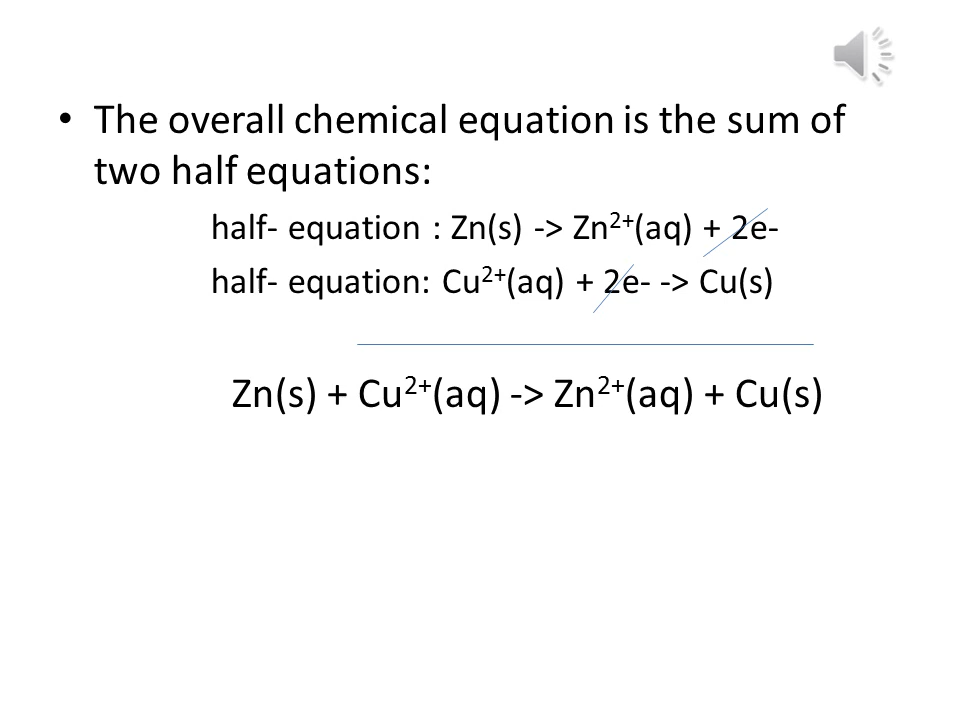 • The overall chemical equation is the sum of
two half equations:
half- equation : Zn(s) -> Zn²⁺(aq) + 2e-
half- equation: Cu²⁺(aq) + 2e- -> Cu(s)
Zn(s) + Cu²⁺(aq) -> Zn²⁺(aq) + Cu(s)